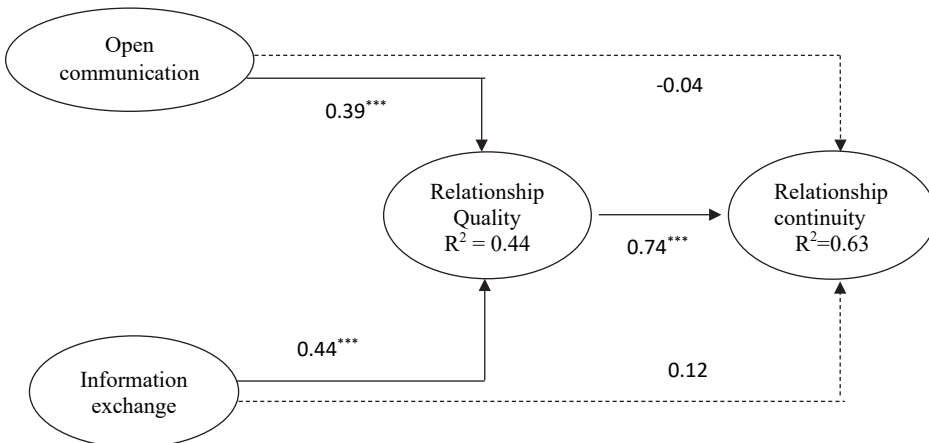 Open
communication
-0.04
0.39***
Relationship
Quality
R² = 0.44
0.74***
Relationship
continuity
R²=0.63
0.44***
0.12
Information
exchange